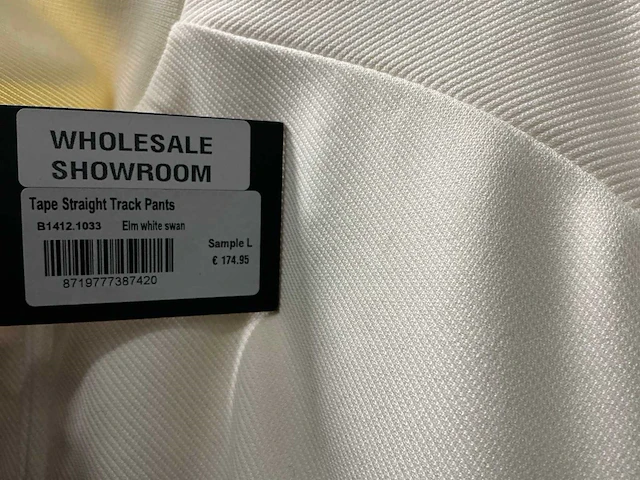 WHOLESALE
SHOWROOM
Tape Straight Track Pants
B1412.1033 Elm white swan
Sample L
€ 174.95
8719777387420